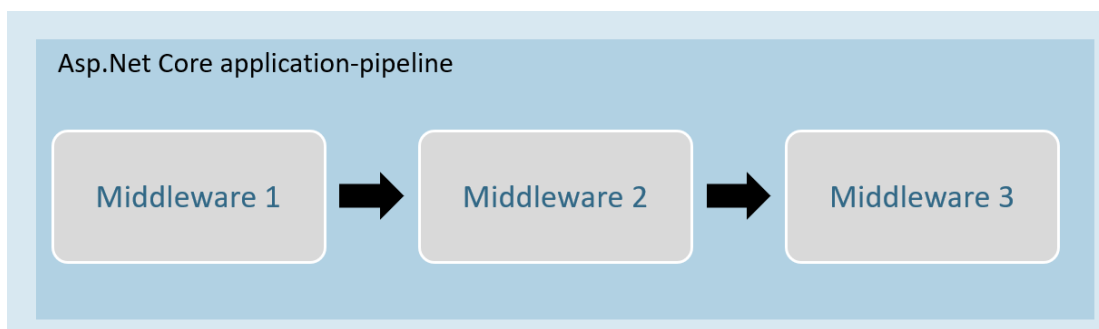 Asp.Net Core application-pipeline
Middleware 1
Middleware 2
Middleware 3